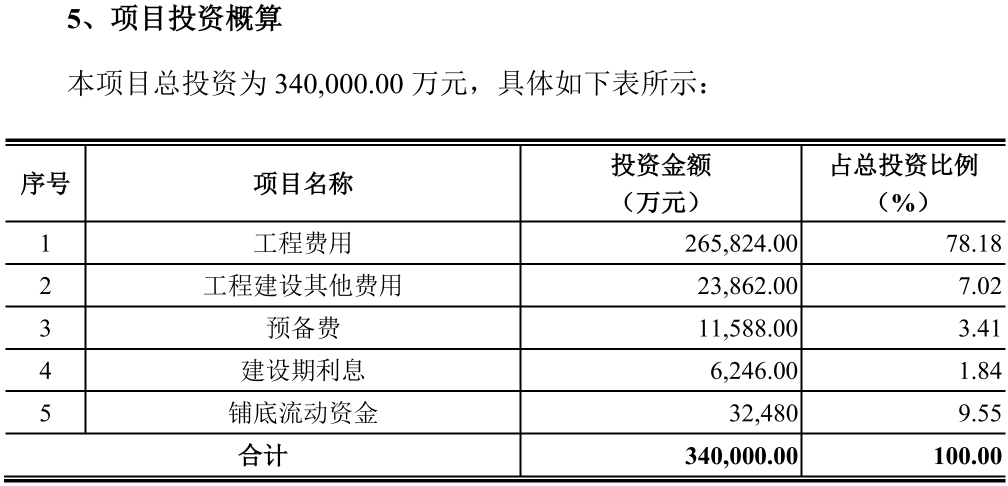 5、项目投资概算
本项目总投资为 340,000.00 万元，具体如下表所示：
序号 项目名称 投资金额（万元） 占总投资比例（%）
1 工程费用 265,824.00 78.18
2 工程建设其他费用 23,862.00 7.02
3 预备费 11,588.00 3.41
4 建设期利息 6,246.00 1.84
5 铺底流动资金 32,480 9.55
合计 340,000.00 100.00